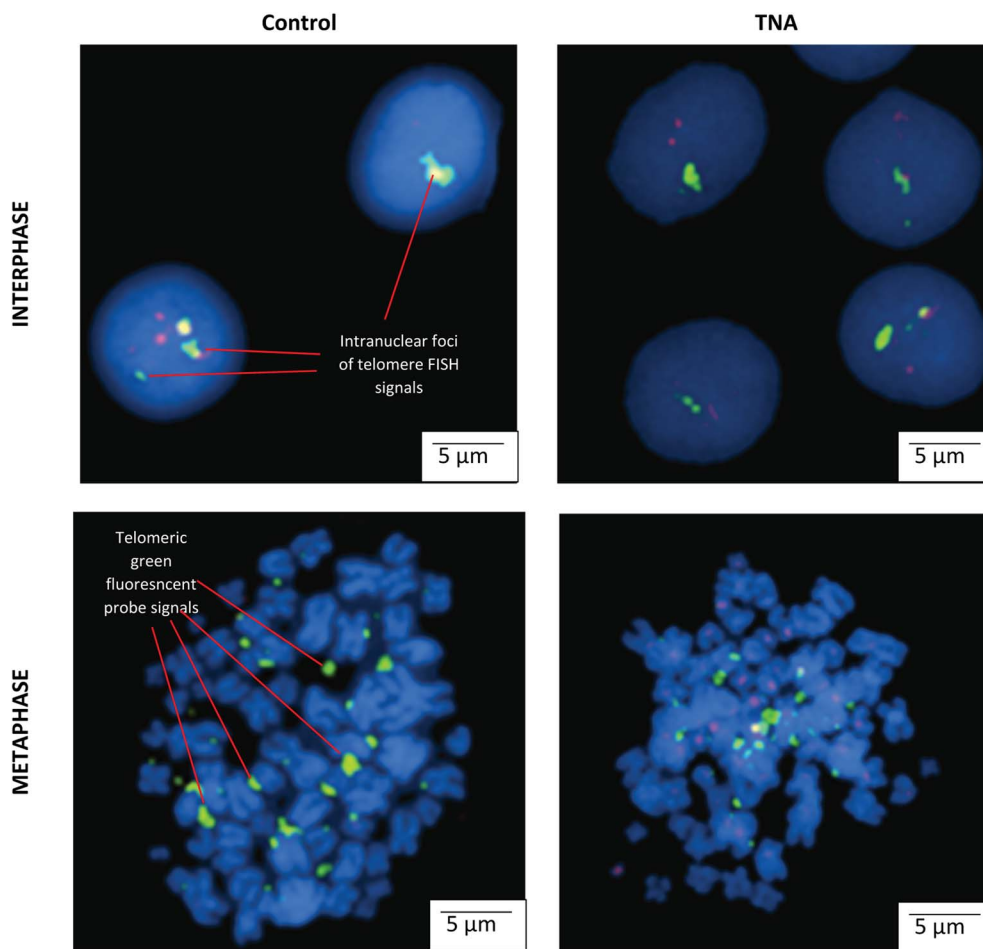 Control
TNA
INTERPHASE
Intranuclear foci
of telomere FISH
signals
5 µm
5 µm
METAPHASE
Telomeric
green
fluoresncent
probe signals
5 µm
5 µm